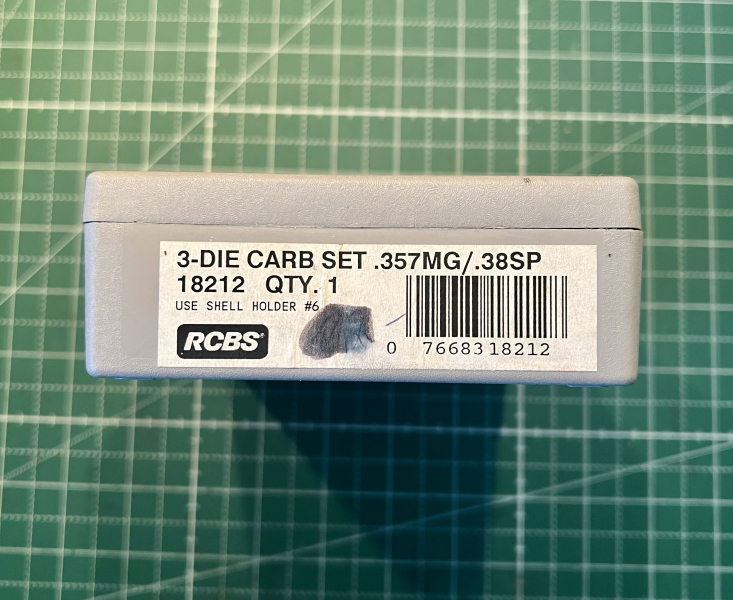 3-DIE CARB SET .357MG/.38SP
18212 QTY. 1
USE SHELL HOLDER #6
RCBS
0 76683 18212